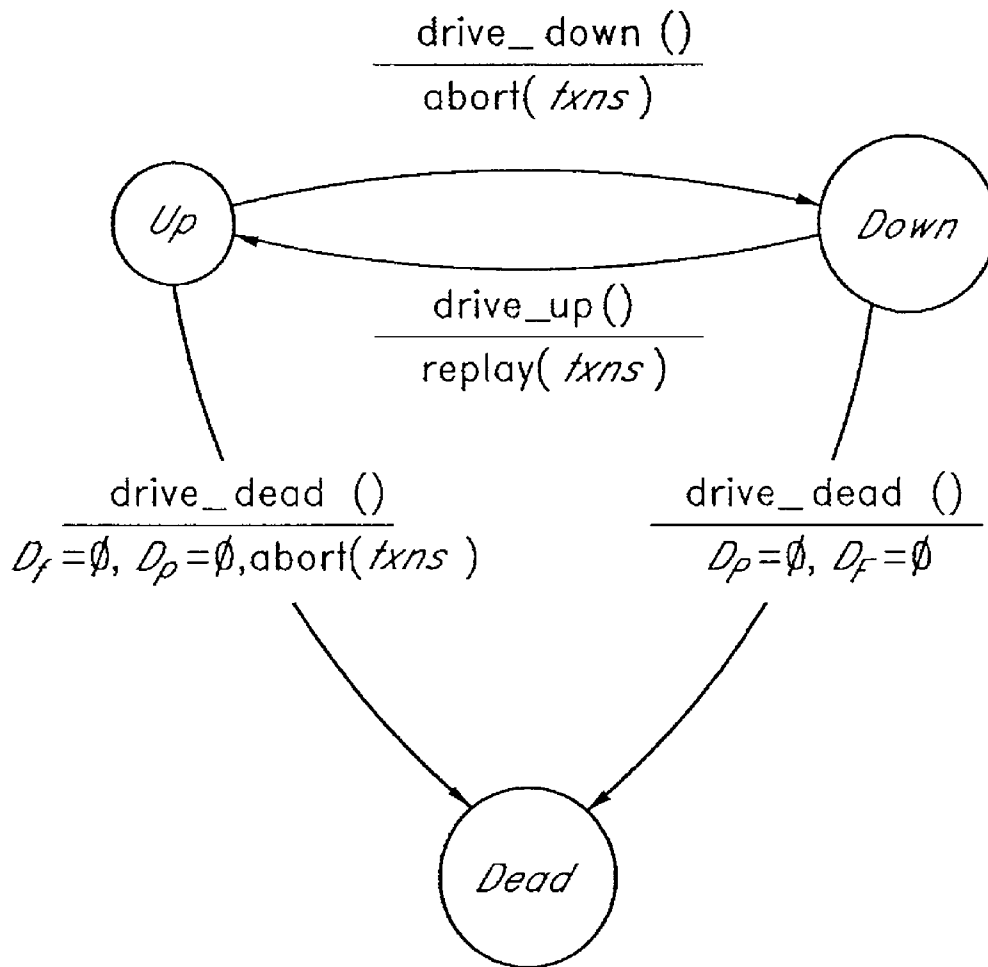 drive_down ()
abort( txns )
Up
Down
drive_up()
replay( txns )
drive_dead ()
D_f=∅, D_p=∅,abort( txns )
drive_dead ()
D_P=∅, D_F=∅
Dead